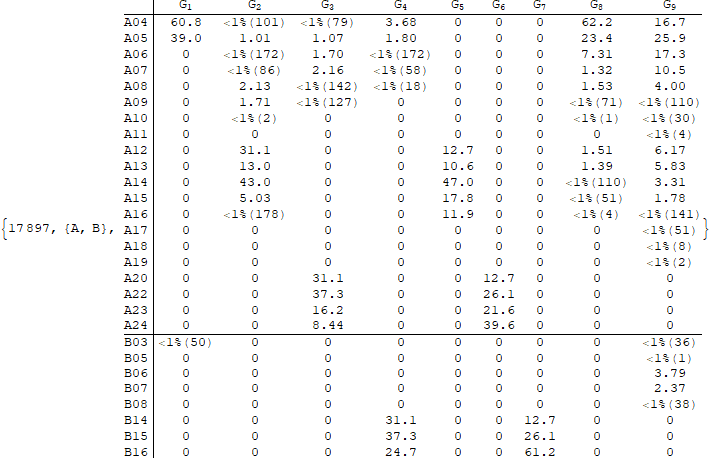 G1 G2 G3 G4 G5 G6 G7 G8 G9
A04 60.8 <1%(101) <1%(79) 3.68 0 0 0 62.2 16.7
A05 39.0 1.01 1.07 1.80 0 0 0 23.4 25.9
A06 0 <1%(172) 1.70 <1%(172) 0 0 0 7.31 17.3
A07 0 <1%(86) 2.16 <1%(58) 0 0 0 1.32 10.5
A08 0 2.13 <1%(142) <1%(18) 0 0 0 1.53 4.00
A09 0 1.71 <1%(127) 0 0 0 0 <1%(71) <1%(110)
A10 0 <1%(2) 0 0 0 0 0 <1%(1) <1%(30)
A11 0 0 0 0 0 0 0 0 <1%(4)
A12 0 31.1 0 0 12.7 0 0 1.51 6.17
A13 0 13.0 0 0 10.6 0 0 1.39 5.83
A14 0 43.0 0 0 47.0 0 0 <1%(110) 3.31
A15 0 5.03 0 0 17.8 0 0 <1%(51) 1.78
A16 0 <1%(178) 0 0 11.9 0 0 <1%(4) <1%(141)
{17897, {A, B}, A17 0 0 0 0 0 0 0 0 <1%(51) }
A18 0 0 0 0 0 0 0 0 <1%(8)
A19 0 0 0 0 0 0 0 0 <1%(2)
A20 0 0 31.1 0 0 12.7 0 0 0
A22 0 0 37.3 0 0 26.1 0 0 0
A23 0 0 16.2 0 0 21.6 0 0 0
A24 0 0 8.44 0 0 39.6 0 0 0
B03 <1%(50) 0 0 0 0 0 0 0 <1%(36)
B05 0 0 0 0 0 0 0 0 <1%(1)
B06 0 0 0 0 0 0 0 0 3.79
B07 0 0 0 0 0 0 0 0 2.37
B08 0 0 0 0 0 0 0 0 <1%(38)
B14 0 0 0 31.1 0 0 12.7 0 0
B15 0 0 0 37.3 0 0 26.1 0 0
B16 0 0 0 24.7 0 0 61.2 0 0